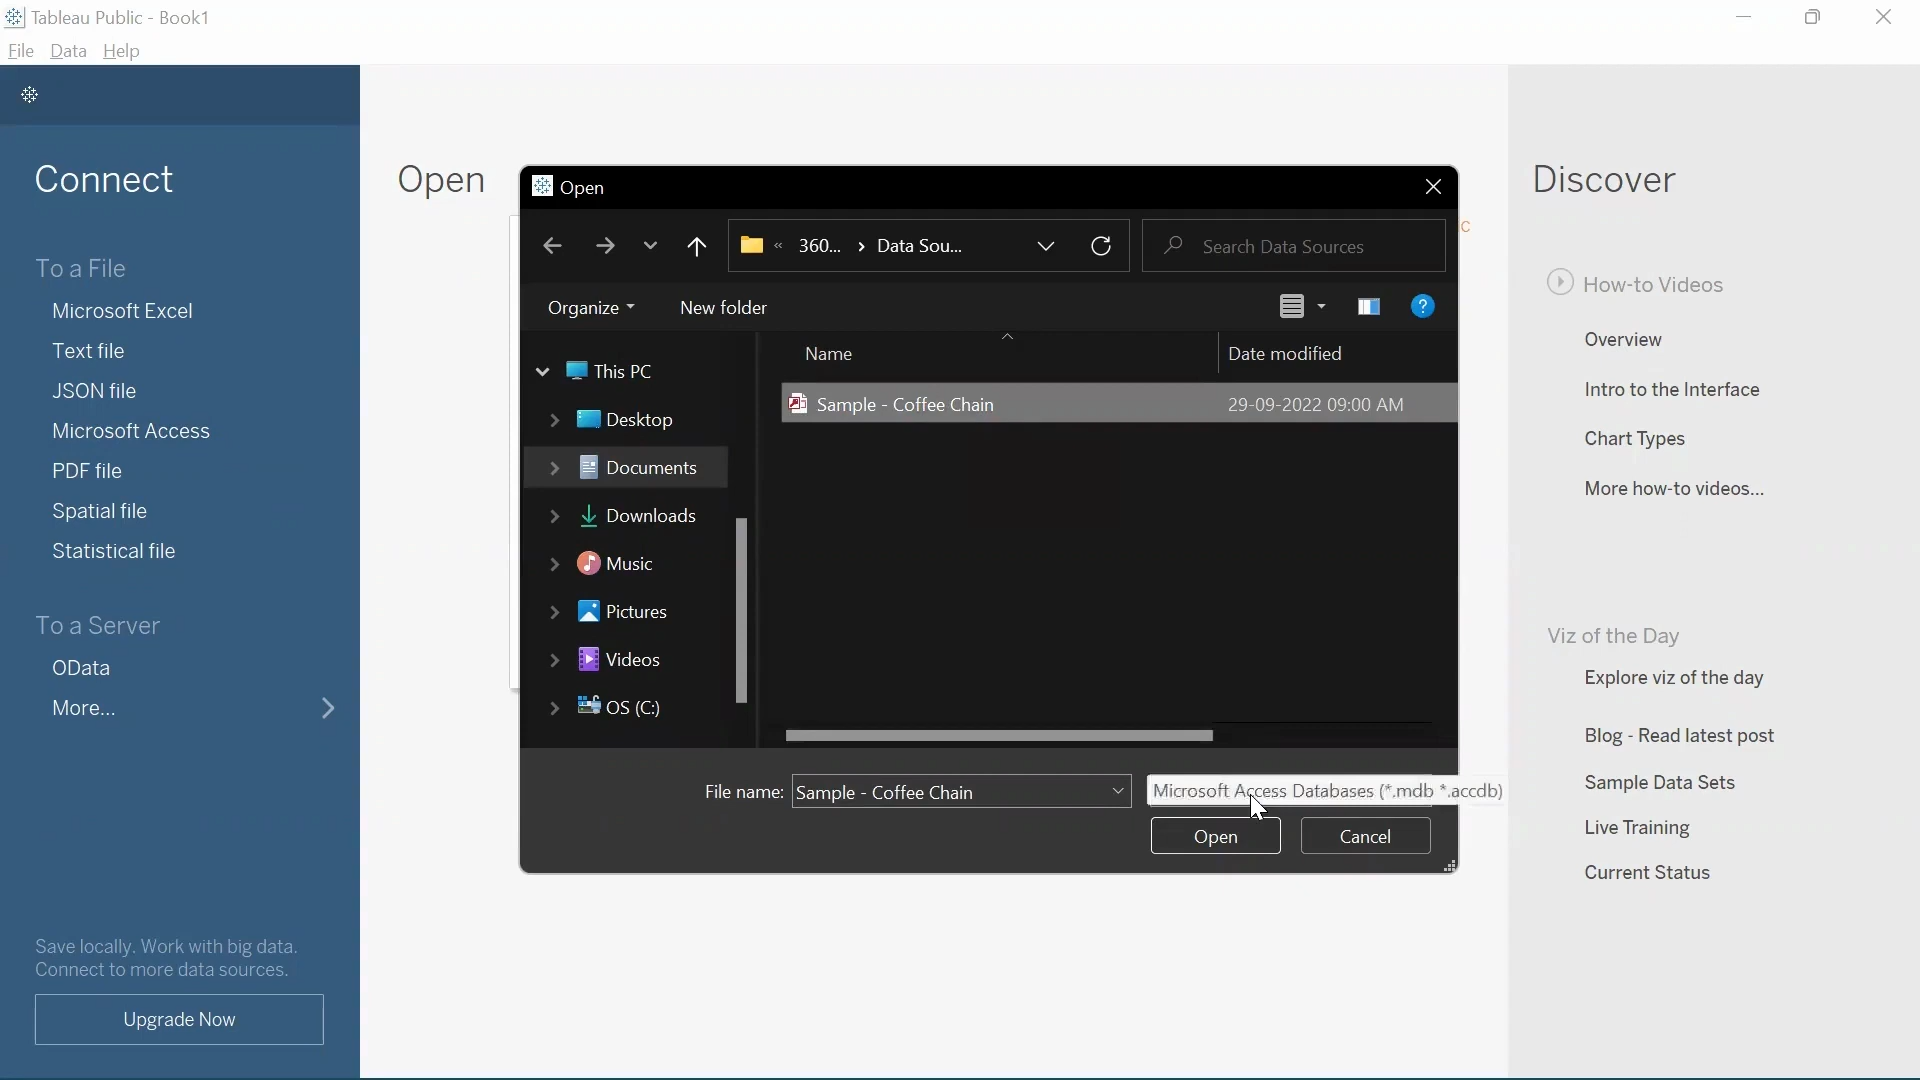 Tableau Public - Book1
File Data Help
Connect
To a File
Microsoft Excel
Text file
JSON file
Microsoft Access
PDF file
Spatial file
Statistical file
To a Server
OData
More...
Save locally. Work with big data.
Connect to more data sources.
Upgrade Now
Open
Open
« 360... › Data Sou...
Search Data Sources
Organize
New folder
This PC
Desktop
Documents
Downloads
Music
Pictures
Videos
OS (C:)
Name
Date modified
Sample - Coffee Chain
29-09-2022 09:00 AM
File name:
Sample - Coffee Chain
Microsoft Access Databases (*.mdb *.accdb)
Open
Cancel
c
Discover
How-to Videos
Overview
Intro to the Interface
Chart Types
More how-to videos...
Viz of the Day
Explore viz of the day
Blog - Read latest post
Sample Data Sets
Live Training
Current Status